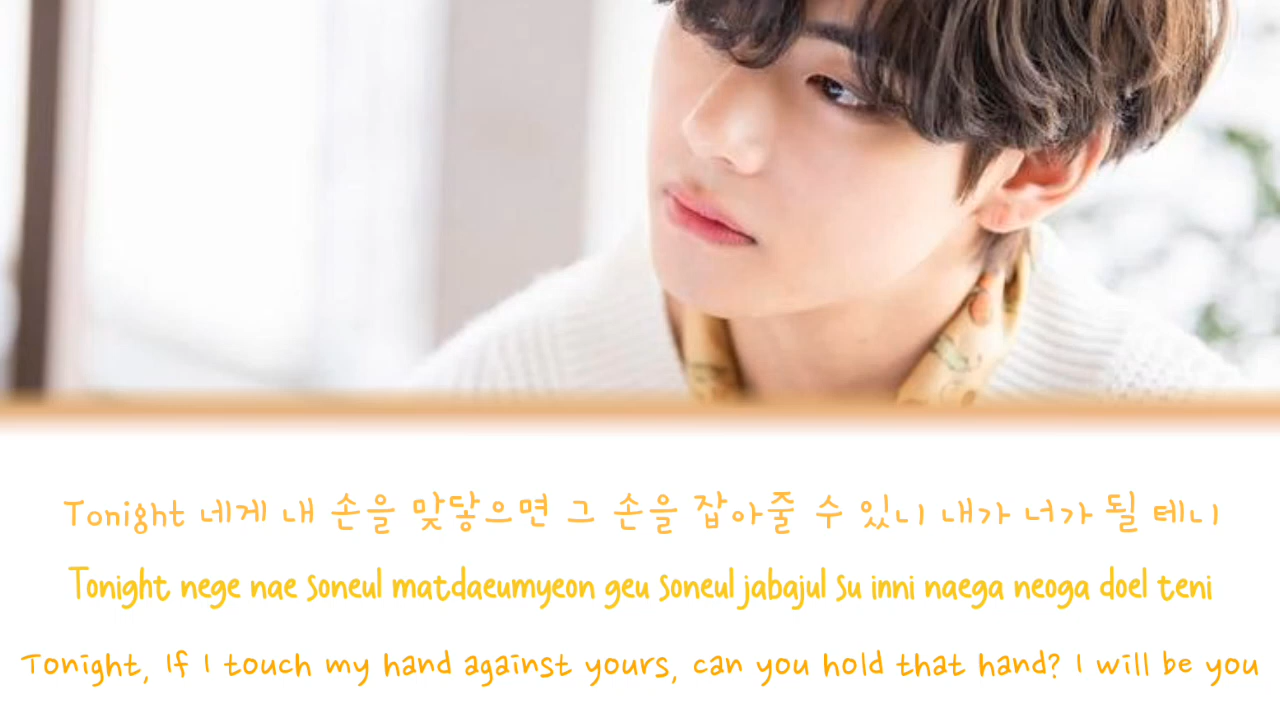 Tonight 네게 내 손을 맞닿으면 그 손을 잡아줄 수 있니 내가 너가 될 테니
Tonight nege nae soneul matdaeumyeon geu soneul jabajul su inni naega neoga doel teni
Tonight, If I touch my hand against yours, can you hold that hand? I will be you